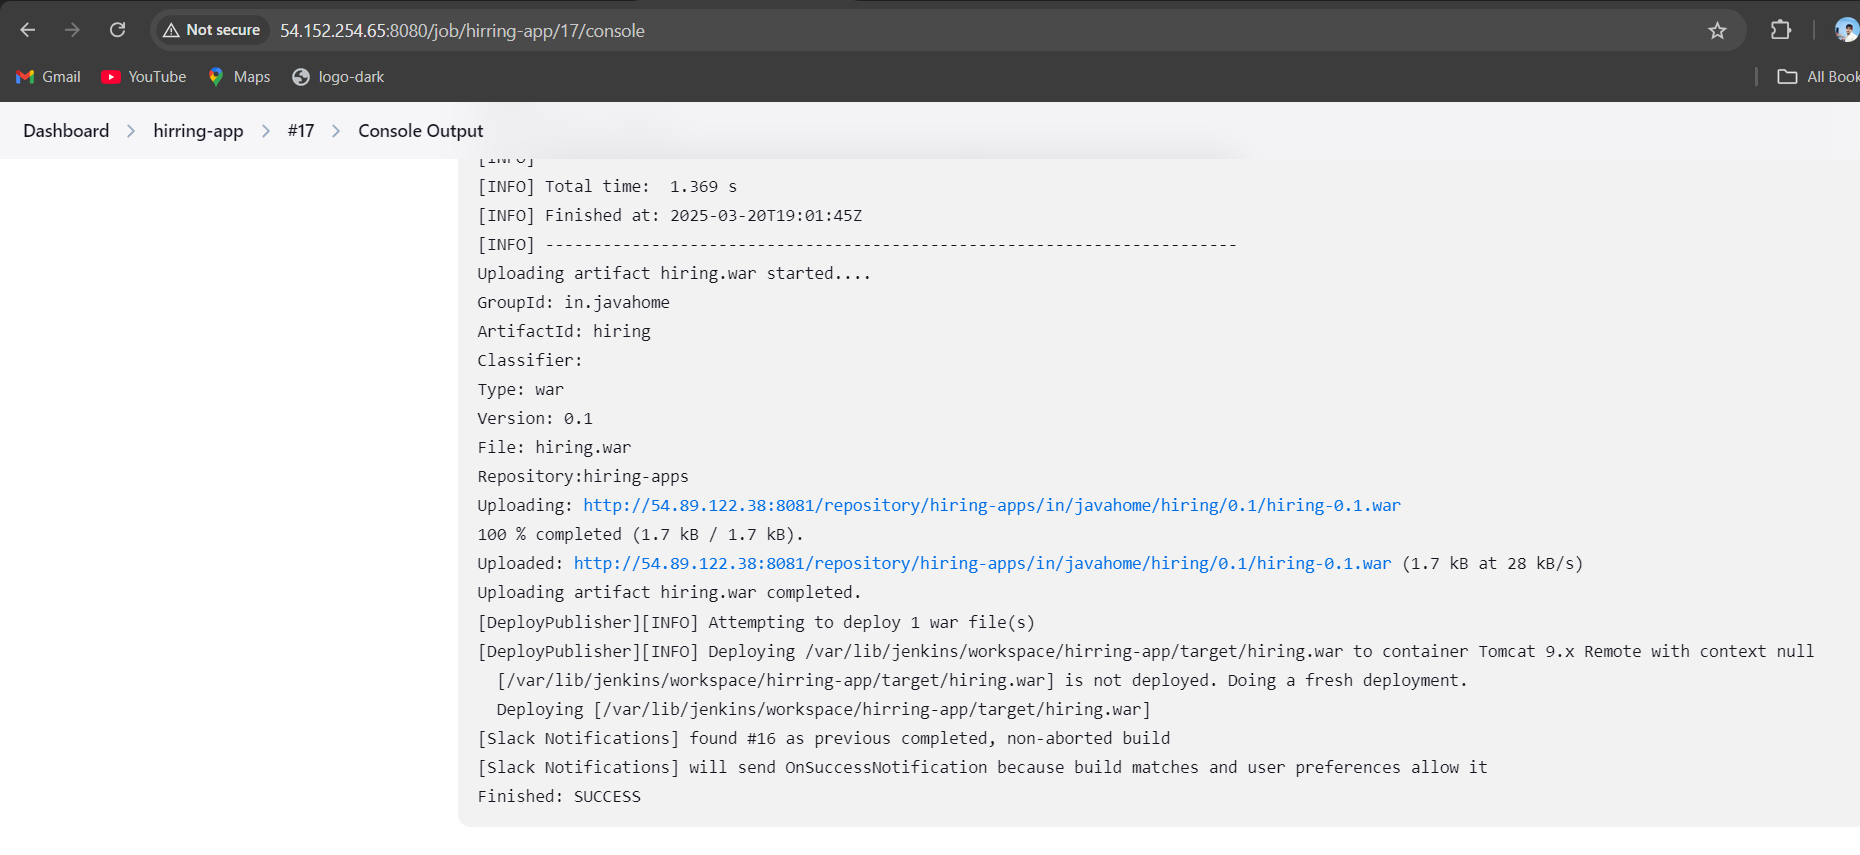 Not secure 54.152.254.65:8080/job/hirring-app/17/console
Gmail YouTube Maps logo-dark All Book
Dashboard > hirring-app > #17 > Console Output
[INFO]
[INFO] Total time:  1.369 s
[INFO] Finished at: 2025-03-20T19:01:45Z
[INFO] ------------------------------------------------------------------------
Uploading artifact hiring.war started....
GroupId: in.javahome
ArtifactId: hiring
Classifier:
Type: war
Version: 0.1
File: hiring.war
Repository:hiring-apps
Uploading: http://54.89.122.38:8081/repository/hiring-apps/in/javahome/hiring/0.1/hiring-0.1.war
100 % completed (1.7 kB / 1.7 kB).
Uploaded: http://54.89.122.38:8081/repository/hiring-apps/in/javahome/hiring/0.1/hiring-0.1.war (1.7 kB at 28 kB/s)
Uploading artifact hiring.war completed.
[DeployPublisher][INFO] Attempting to deploy 1 war file(s)
[DeployPublisher][INFO] Deploying /var/lib/jenkins/workspace/hirring-app/target/hiring.war to container Tomcat 9.x Remote with context null
[/var/lib/jenkins/workspace/hirring-app/target/hiring.war] is not deployed. Doing a fresh deployment.
Deploying [/var/lib/jenkins/workspace/hirring-app/target/hiring.war]
[Slack Notifications] found #16 as previous completed, non-aborted build
[Slack Notifications] will send OnSuccessNotification because build matches and user preferences allow it
Finished: SUCCESS